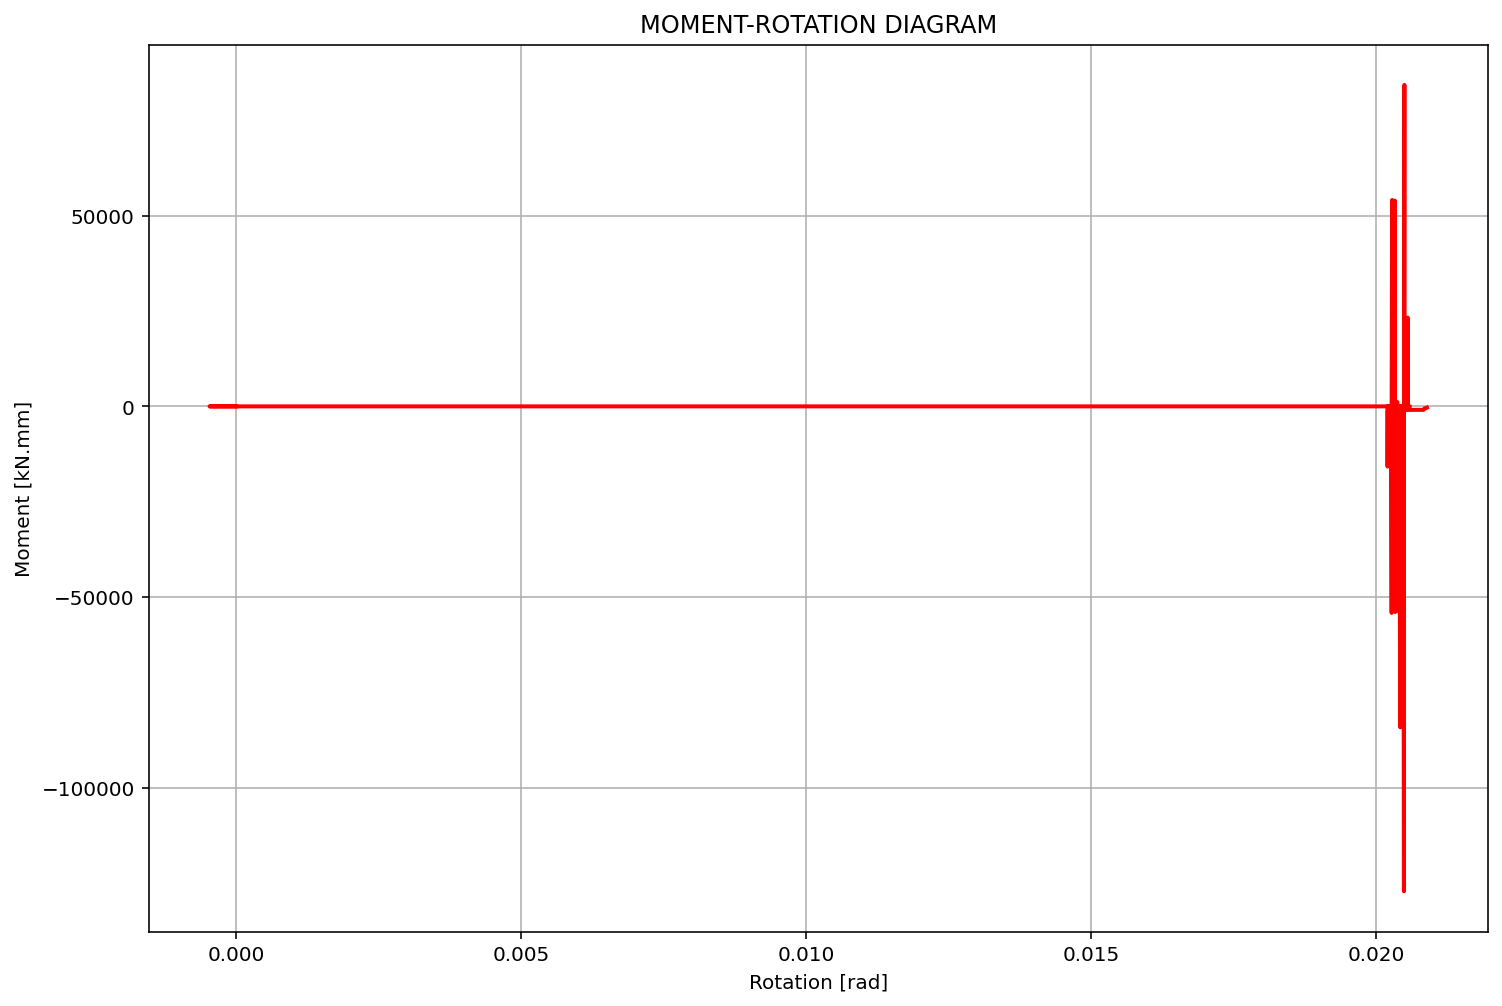 MOMENT-ROTATION DIAGRAM
50000
0
−50000
−100000
Moment [kN.mm]
0.000 0.005 0.010 0.015 0.020
Rotation [rad]